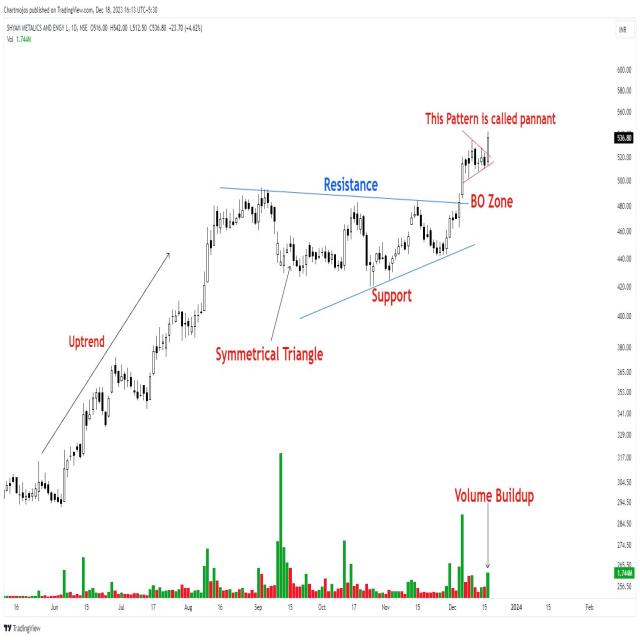 Chartmojos on TradingView.com, Dec 18, 2023 16:13 UTC+5:30
SHYAM METALICS AND ENGY L, 1D, NSE O516.00 H542.00 L512.50 C536.80 +23.70 (+4.62%)
Vol 1.744M
INR
600.00
580.00
560.00
This Pattern is called pannant
536.80
520.00
Resistance
500.00
BO Zone
480.00
460.00
440.00
Support
420.00
400.00
Uptrend
Symmetrical Triangle
380.00
365.00
353.00
341.00
329.00
317.00
304.50
Volume Buildup
294.50
284.50
274.50
265.50
1.744M
256.50
16 Jun 15 Jul 17 Aug 16 Sep 15 Oct 17 Nov 15 Dec 15 2024 15 Feb
TradingView